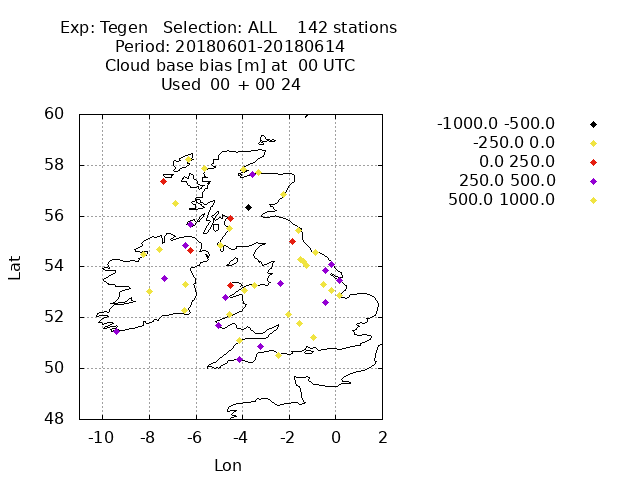 Exp: Tegen   Selection: ALL    142 stations
Period: 20180601-20180614
Cloud base bias [m] at  00 UTC
Used  00 + 00 24
-1000.0 -500.0
-250.0 0.0
0.0 250.0
250.0 500.0
500.0 1000.0
60
58
56
54
52
50
48
Lat
-10 -8 -6 -4 -2 0 2
Lon